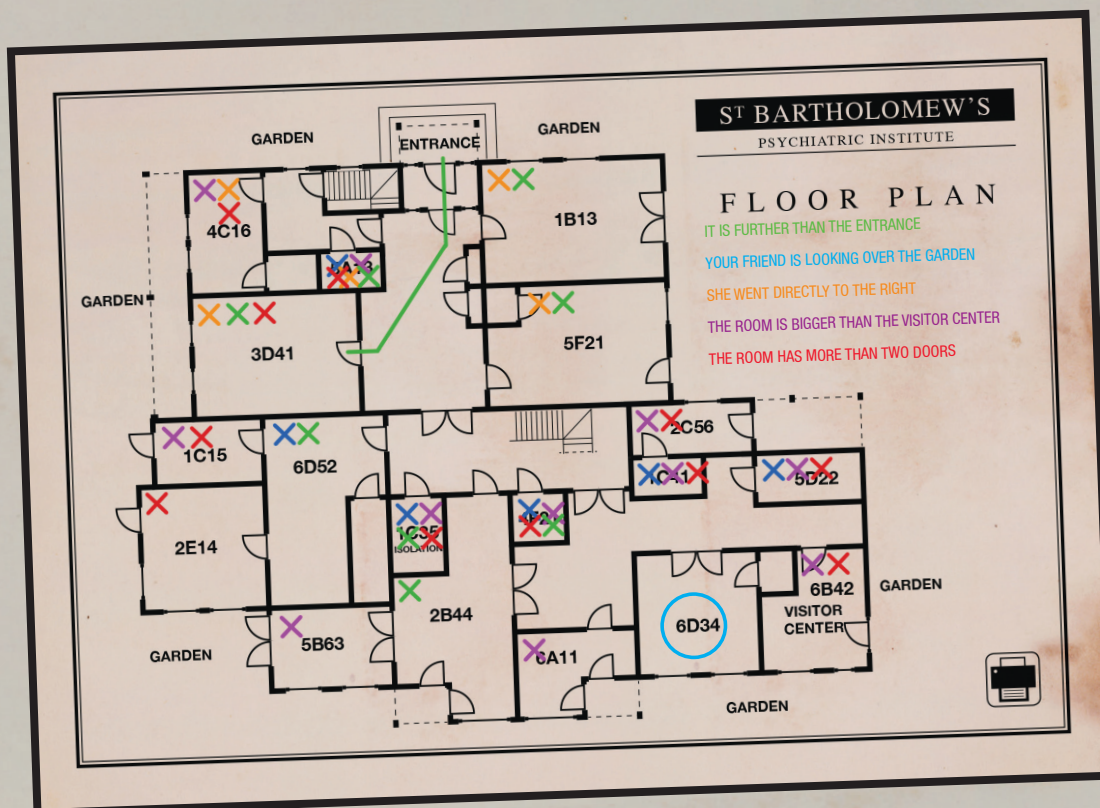 ST BARTHOLOMEW'S
PSYCHIATRIC INSTITUTE
FLOOR PLAN
IT IS FURTHER THAN THE ENTRANCE
YOUR FRIEND IS LOOKING OVER THE GARDEN
SHE WENT DIRECTLY TO THE RIGHT
THE ROOM IS BIGGER THAN THE VISITOR CENTER
THE ROOM HAS MORE THAN TWO DOORS
GARDEN
ENTRANCE
GARDEN
4C16
1B13
GARDEN
3D41
5F21
1C15
6D52
2C56
1C41
5D22
2E14
1C35
ISOLATION
2B44
5B63
6A11
6D34
6B42
VISITOR
CENTER
GARDEN
GARDEN
GARDEN